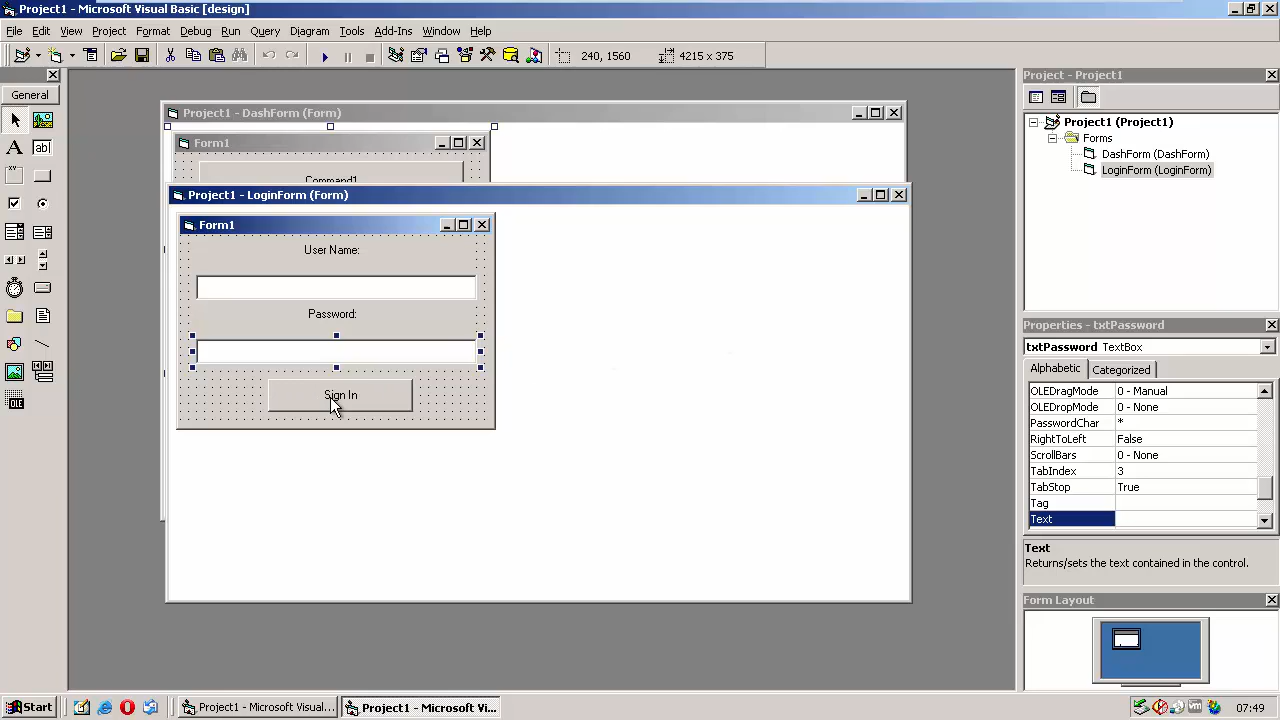 Project1 - Microsoft Visual Basic [design]
File Edit View Project Format Debug Run Query Diagram Tools Add-Ins Window Help
240, 1560 4215 x 375
General
Project1 - DashForm (Form)
Form1
Command1
Project1 - LoginForm (Form)
Form1
User Name:
Password:
Sign In
Project - Project1
Project1 (Project1)
Forms
DashForm (DashForm)
LoginForm (LoginForm)
Properties - txtPassword
txtPassword TextBox
Alphabetic Categorized
OLEDragMode 0 - Manual
OLEDropMode 0 - None
PasswordChar *
RightToLeft False
ScrollBars 0 - None
TabIndex 3
TabStop True
Tag
Text
Text
Returns/sets the text contained in the control.
Form Layout
Start Project1 - Microsoft Visual... Project1 - Microsoft Vi... 07:49